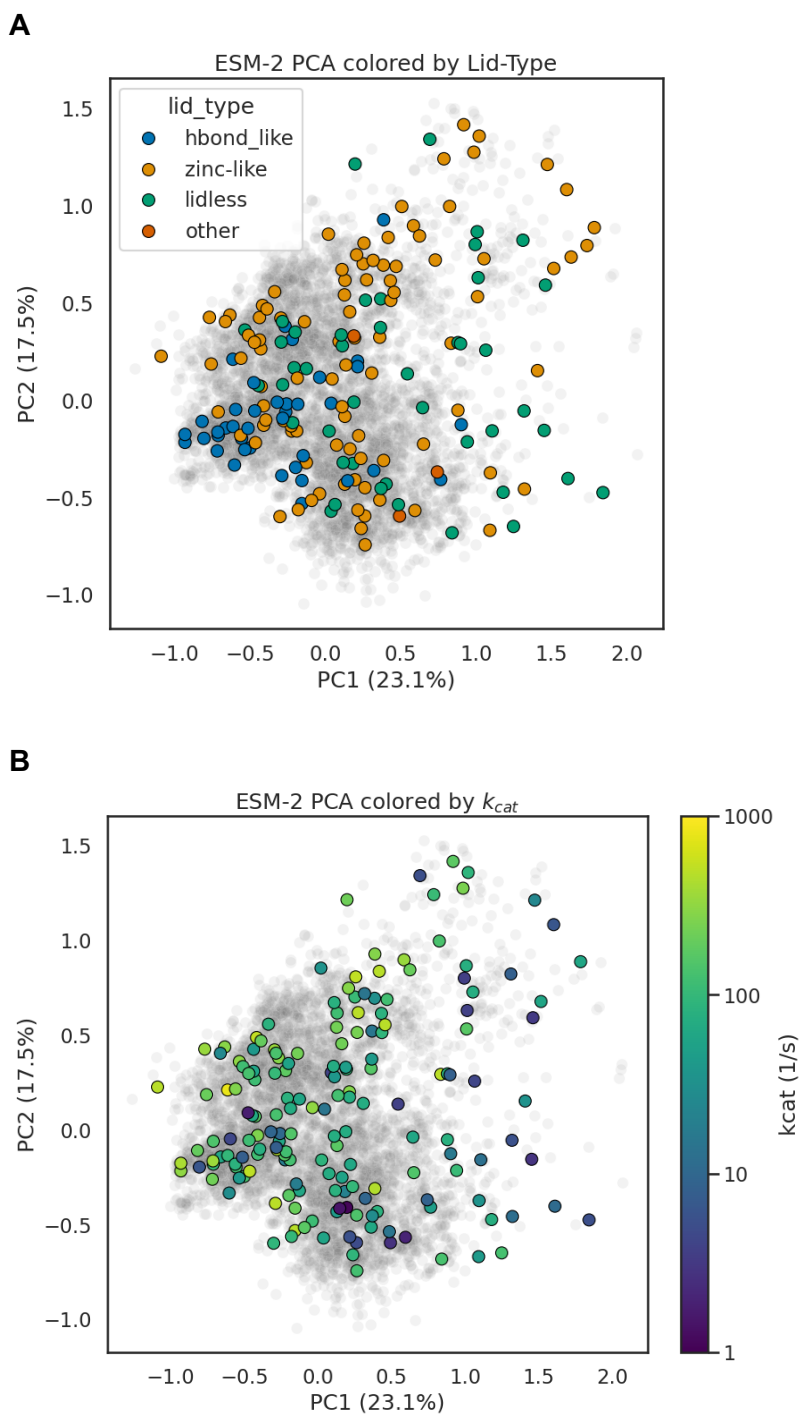 A
ESM-2 PCA colored by Lid-Type
lid_type
hbond_like
zinc-like
lidless
other
1.5
1.0
0.5
0.0
−0.5
−1.0
PC2 (17.5%)
−1.0 −0.5 0.0 0.5 1.0 1.5 2.0
PC1 (23.1%)
B
ESM-2 PCA colored by kcat
1.5
1.0
0.5
0.0
−0.5
−1.0
PC2 (17.5%)
−1.0 −0.5 0.0 0.5 1.0 1.5 2.0
PC1 (23.1%)
1000
100
10
1
kcat (1/s)